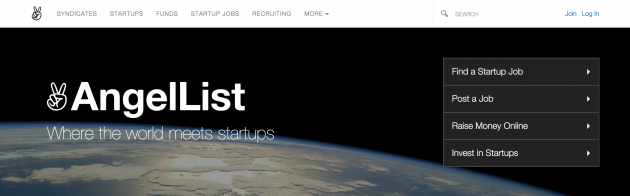 SYNDICATES STARTUPS FUNDS STARTUP JOBS RECRUITING MORE SEARCH Join Log In
AngelList
Where the world meets startups
Find a Startup Job
Post a Job
Raise Money Online
Invest in Startups